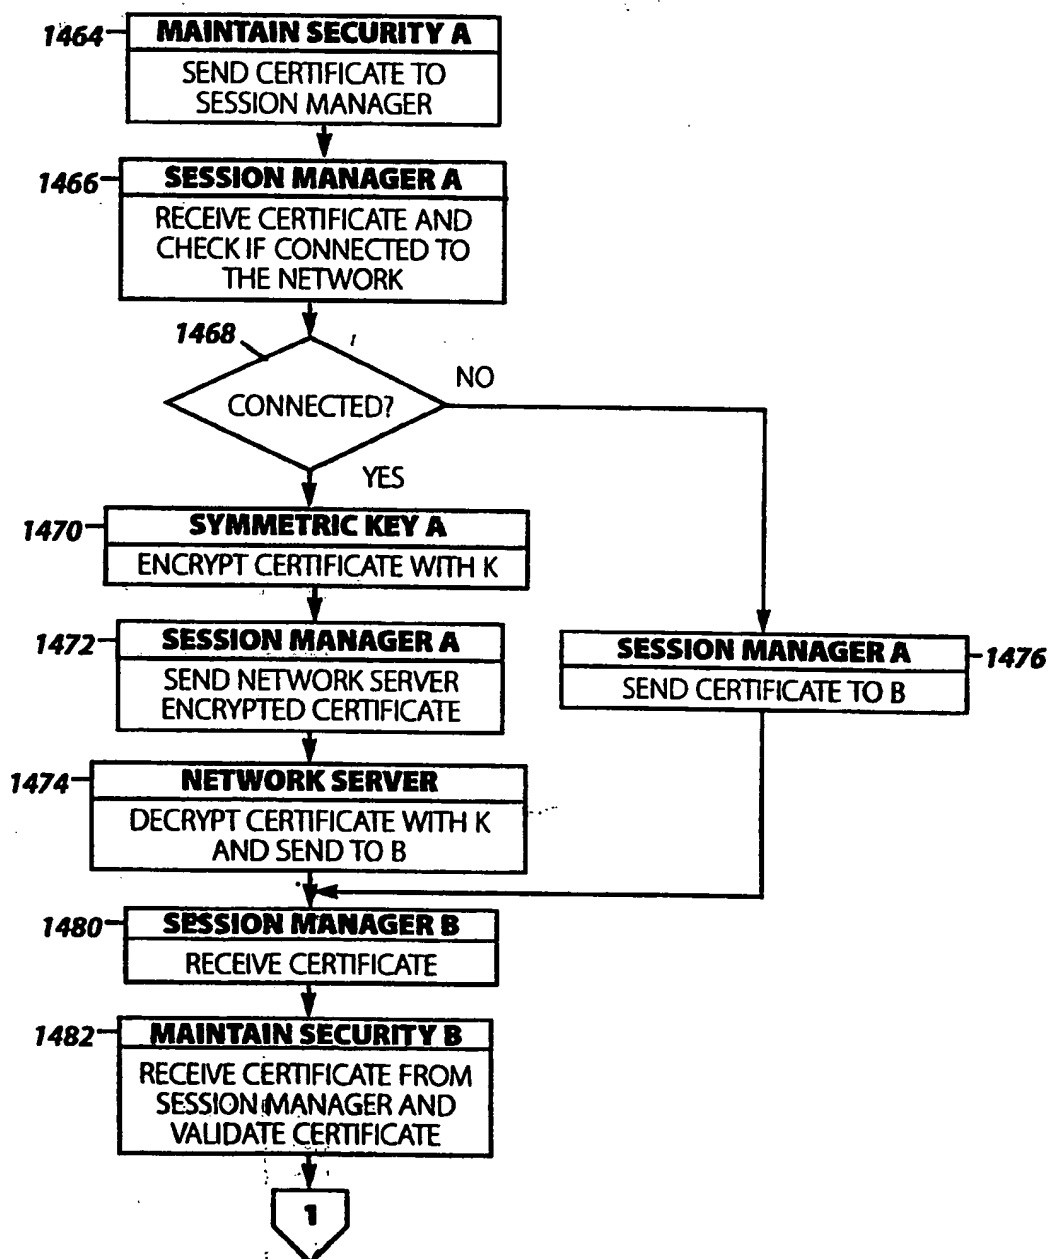 1464
MAINTAIN SECURITY A
SEND CERTIFICATE TO
SESSION MANAGER
1466
SESSION MANAGER A
RECEIVE CERTIFICATE AND
CHECK IF CONNECTED TO
THE NETWORK
1468
CONNECTED?
NO
YES
1470
SYMMETRIC KEY A
ENCRYPT CERTIFICATE WITH K
1472
SESSION MANAGER A
SEND NETWORK SERVER
ENCRYPTED CERTIFICATE
SESSION MANAGER A
1476
SEND CERTIFICATE TO B
1474
NETWORK SERVER
DECRYPT CERTIFICATE WITH K
AND SEND TO B
1480
SESSION MANAGER B
RECEIVE CERTIFICATE
1482
MAINTAIN SECURITY B
RECEIVE CERTIFICATE FROM
SESSION MANAGER AND
VALIDATE CERTIFICATE
1